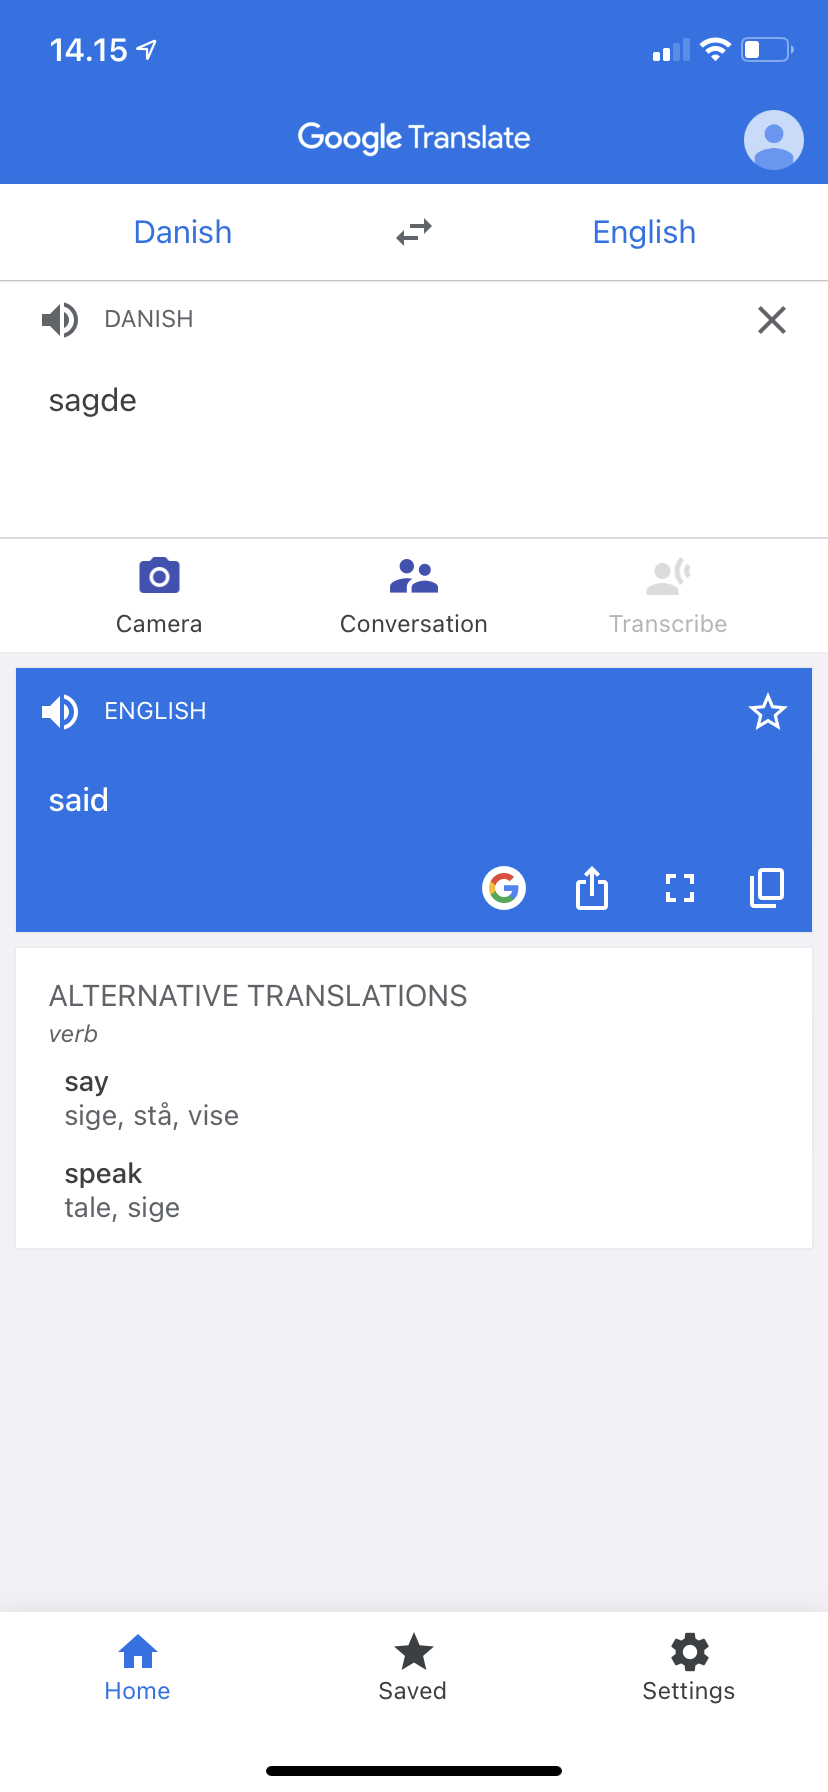 14.15
Google Translate
Danish English
DANISH
sagde
Camera Conversation Transcribe
ENGLISH
said
ALTERNATIVE TRANSLATIONS
verb
say
sige, stå, vise
speak
tale, sige
Home Saved Settings